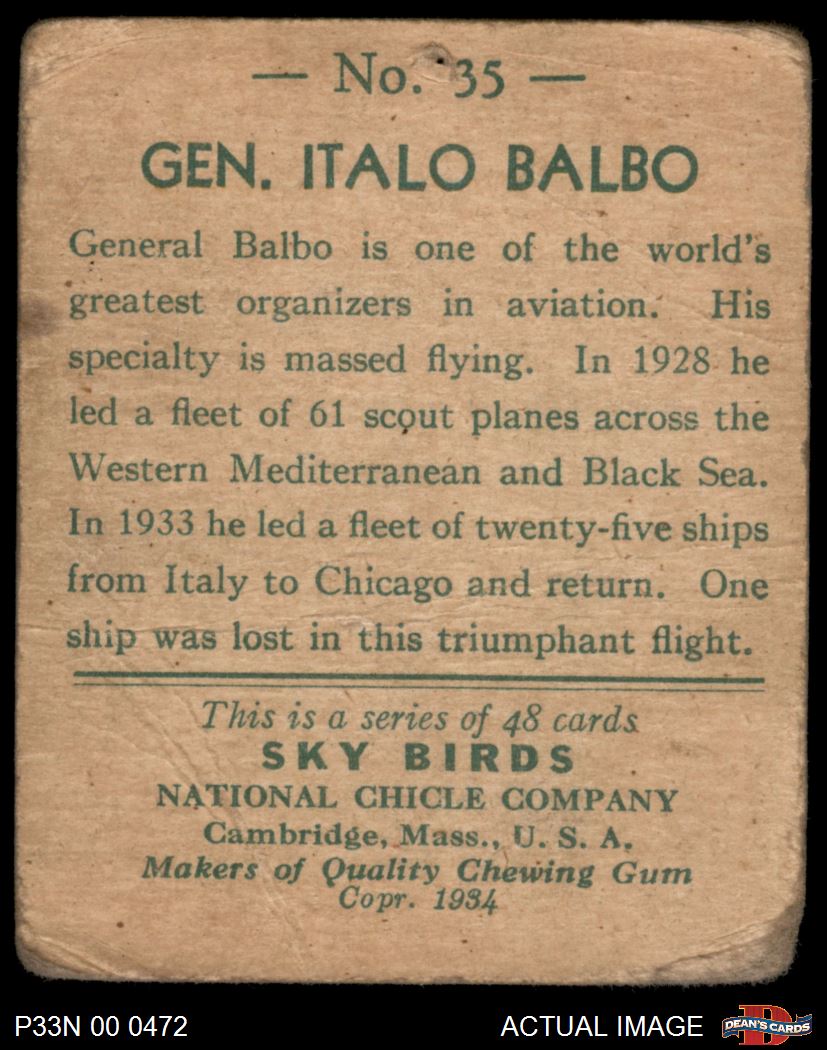 — No. 35 —
GEN. ITALO BALBO
General Balbo is one of the world's
greatest organizers in aviation. His
specialty is massed flying. In 1928 he
led a fleet of 61 scout planes across the
Western Mediterranean and Black Sea.
In 1933 he led a fleet of twenty-five ships
from Italy to Chicago and return. One
ship was lost in this triumphant flight.
This is a series of 48 cards
SKY BIRDS
NATIONAL CHICLE COMPANY
Cambridge, Mass., U. S. A.
Makers of Quality Chewing Gum
Copr. 1934
P33N 00 0472 ACTUAL IMAGE D DEAN'S CARDS